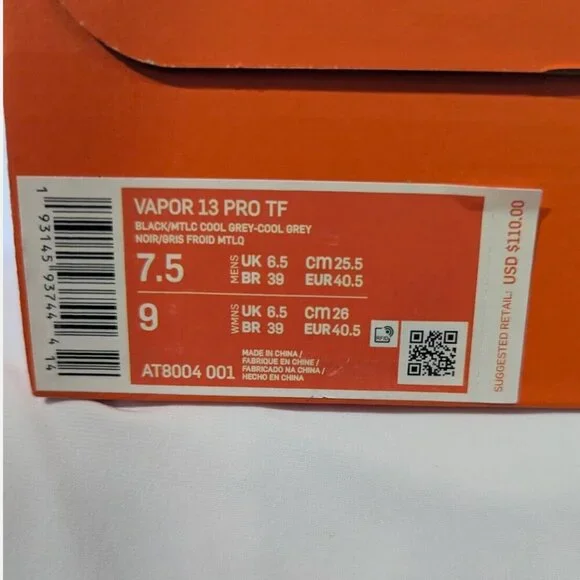 VAPOR 13 PRO TF
BLACK/MTLC COOL GREY-COOL GREY
NOIR/GRIS FROID MTLQ
7.5 MENS UK 6.5 CM 25.5
BR 39 EUR 40.5
9 WMNS UK 6.5 CM 26
BR 39 EUR 40.5
AT8004 001
MADE IN CHINA /
FABRIQUE EN CHINE /
FABRICADO NA CHINA /
HECHO EN CHINA
RFID
1 93145 93744 4 14
SUGGESTED RETAIL: USD $110.00